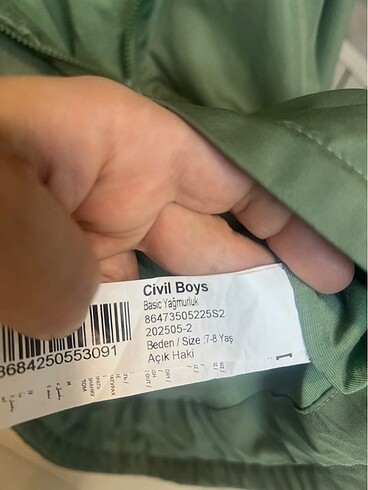 Civil Boys
Basic Yağmurluk
86473505225S2
202505-2
Beden / Size :7-8 Yaş
Açık Haki
8684250553091